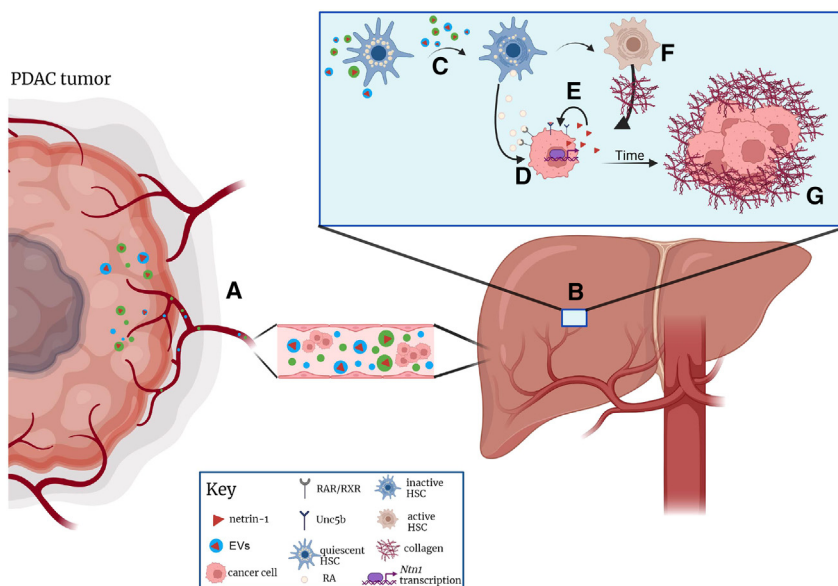 PDAC tumor
A
B
C
D
E
F
G
Time
Key
netrin-1
EVs
cancer cell
RAR/RXR
Unc5b
quiescent
HSC
RA
inactive
HSC
active
HSC
collagen
Ntn1
transcription